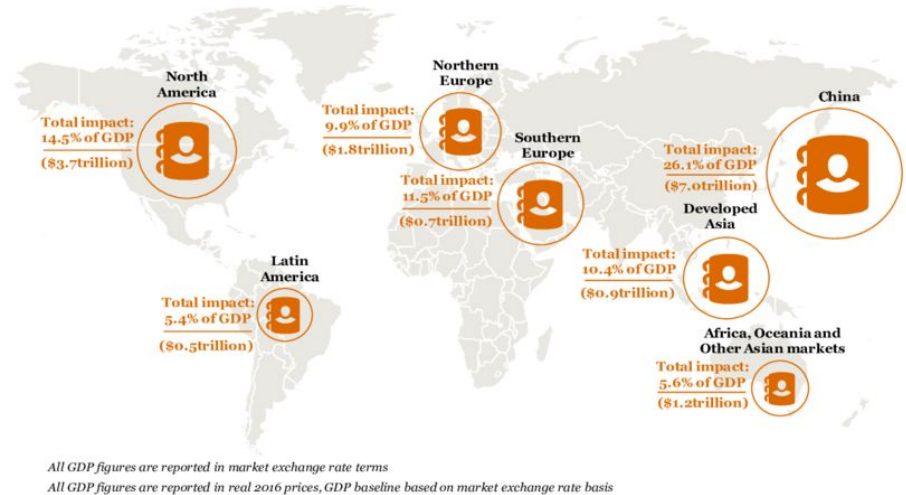 North
America
Total impact:
14.5% of GDP
($3.7trillion)
Northern
Europe
Total impact:
9.9% of GDP
($1.8trillion)
Southern
Europe
Total impact:
11.5% of GDP
($0.7trillion)
China
Total impact:
26.1% of GDP
($7.0trillion)
Developed
Asia
Total impact:
10.4% of GDP
($0.9trillion)
Latin
America
Total impact:
5.4% of GDP
($0.5trillion)
Africa, Oceania and
Other Asian markets
Total impact:
5.6% of GDP
($1.2trillion)
All GDP figures are reported in market exchange rate terms
All GDP figures are reported in real 2016 prices, GDP baseline based on market exchange rate basis